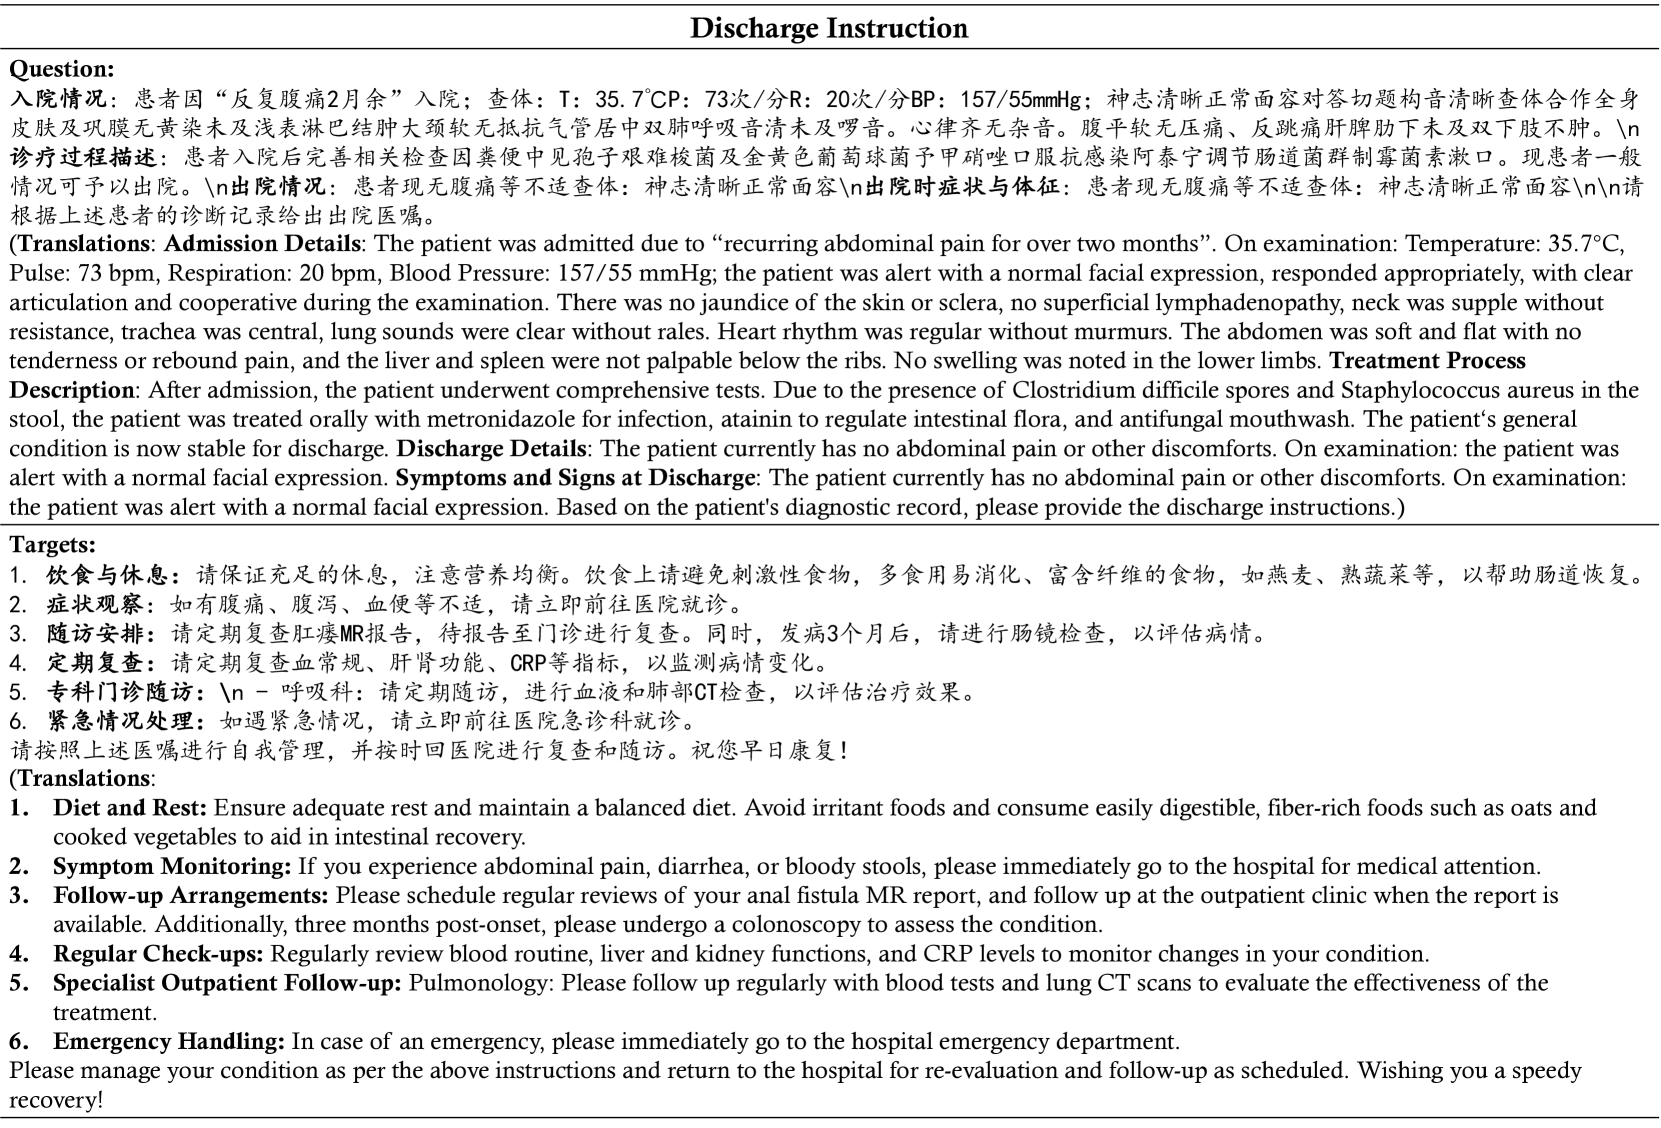 Discharge Instruction
Question:
入院情况：患者因“反复腹痛2月余”入院；查体：T：35.7℃P：73次/分R：20次/分BP：157/55mmHg；神志清晰正常面容对答切题构音清晰查体合作全身
皮肤及巩膜无黄染未及浅表淋巴结肿大颈软无抵抗气管居中双肺呼吸音清未及啰音。心律齐无杂音。腹平软无压痛、反跳痛肝脾肋下未及双下肢不肿。\n
诊疗过程描述：患者入院后完善相关检查因粪便中见孢子艰难梭菌及金黄色葡萄球菌予甲硝唑口服抗感染阿泰宁调节肠道菌群制霉菌素漱口。现患者一般
情况可予以出院。\n出院情况：患者现无腹痛等不适查体：神志清晰正常面容\n出院时症状与体征：患者现无腹痛等不适查体：神志清晰正常面容\n\n请
根据上述患者的诊断记录给出出院医嘱。
(Translations: Admission Details: The patient was admitted due to “recurring abdominal pain for over two months”. On examination: Temperature: 35.7°C,
Pulse: 73 bpm, Respiration: 20 bpm, Blood Pressure: 157/55 mmHg; the patient was alert with a normal facial expression, responded appropriately, with clear
articulation and cooperative during the examination. There was no jaundice of the skin or sclera, no superficial lymphadenopathy, neck was supple without
resistance, trachea was central, lung sounds were clear without rales. Heart rhythm was regular without murmurs. The abdomen was soft and flat with no
tenderness or rebound pain, and the liver and spleen were not palpable below the ribs. No swelling was noted in the lower limbs. Treatment Process
Description: After admission, the patient underwent comprehensive tests. Due to the presence of Clostridium difficile spores and Staphylococcus aureus in the
stool, the patient was treated orally with metronidazole for infection, atainin to regulate intestinal flora, and antifungal mouthwash. The patient‘s general
condition is now stable for discharge. Discharge Details: The patient currently has no abdominal pain or other discomforts. On examination: the patient was
alert with a normal facial expression. Symptoms and Signs at Discharge: The patient currently has no abdominal pain or other discomforts. On examination:
the patient was alert with a normal facial expression. Based on the patient's diagnostic record, please provide the discharge instructions.)
Targets:
1. 饮食与休息：请保证充足的休息，注意营养均衡。饮食上请避免刺激性食物，多食用易消化、富含纤维的食物，如燕麦、熟蔬菜等，以帮助肠道恢复。
2. 症状观察：如有腹痛、腹泻、血便等不适，请立即前往医院就诊。
3. 随访安排：请定期复查肛瘘MR报告，待报告至门诊进行复查。同时，发病3个月后，请进行肠镜检查，以评估病情。
4. 定期复查：请定期复查血常规、肝肾功能、CRP等指标，以监测病情变化。
5. 专科门诊随访：\n - 呼吸科：请定期随访，进行血液和肺部CT检查，以评估治疗效果。
6. 紧急情况处理：如遇紧急情况，请立即前往医院急诊科就诊。
请按照上述医嘱进行自我管理，并按时回医院进行复查和随访。祝您早日康复！
(Translations:
1. Diet and Rest: Ensure adequate rest and maintain a balanced diet. Avoid irritant foods and consume easily digestible, fiber-rich foods such as oats and
cooked vegetables to aid in intestinal recovery.
2. Symptom Monitoring: If you experience abdominal pain, diarrhea, or bloody stools, please immediately go to the hospital for medical attention.
3. Follow-up Arrangements: Please schedule regular reviews of your anal fistula MR report, and follow up at the outpatient clinic when the report is
available. Additionally, three months post-onset, please undergo a colonoscopy to assess the condition.
4. Regular Check-ups: Regularly review blood routine, liver and kidney functions, and CRP levels to monitor changes in your condition.
5. Specialist Outpatient Follow-up: Pulmonology: Please follow up regularly with blood tests and lung CT scans to evaluate the effectiveness of the
treatment.
6. Emergency Handling: In case of an emergency, please immediately go to the hospital emergency department.
Please manage your condition as per the above instructions and return to the hospital for re-evaluation and follow-up as scheduled. Wishing you a speedy
recovery!